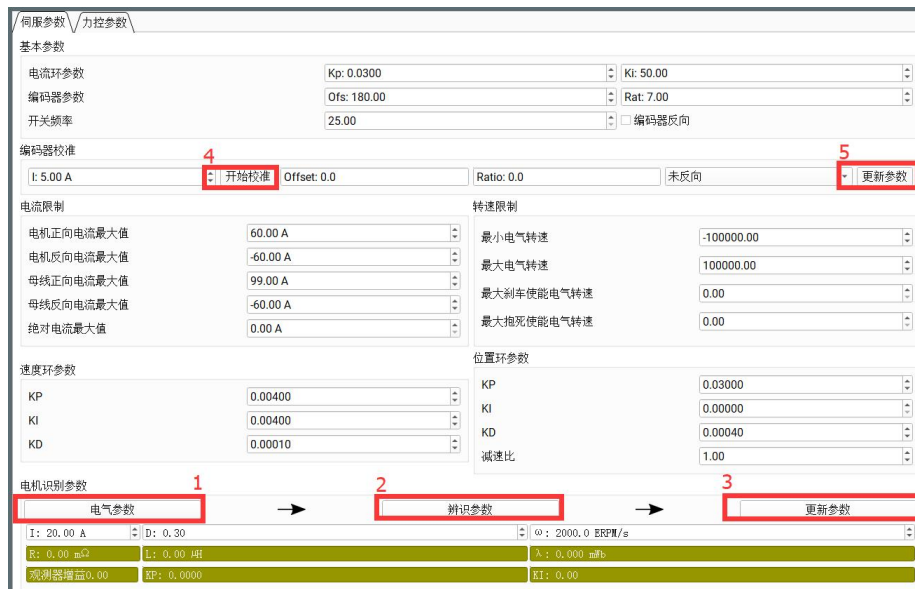 伺服参数 力控参数
基本参数
电流环参数 Kp: 0.0300 Ki: 50.00
编码器参数 Ofs: 180.00 Rat: 7.00
开关频率 25.00 编码器反向
编码器校准 4 5
I: 5.00 A 开始校准 Offset: 0.0 Ratio: 0.0 未反向 更新参数
电流限制 转速限制
电机正向电流最大值 60.00 A
最小电气转速 -100000.00
电机反向电流最大值 -60.00 A
最大电气转速 100000.00
母线正向电流最大值 99.00 A
最大刹车使能电气转速 0.00
母线反向电流最大值 -60.00 A
最大抱死使能电气转速 0.00
绝对电流最大值 0.00 A
速度环参数 位置环参数
KP 0.00400
KP 0.03000
KI 0.00400
KI 0.00000
KD 0.00010
KD 0.00040
减速比 1.00
电机识别参数 1 2 3
电气参数 辨识参数 更新参数
I: 20.00 A D: 0.30 ω: 2000.0 ERPM/s
R: 0.00 mΩ L: 0.00 μH λ: 0.000 mWb
观测器增益0.00 KP: 0.0000 KI: 0.00